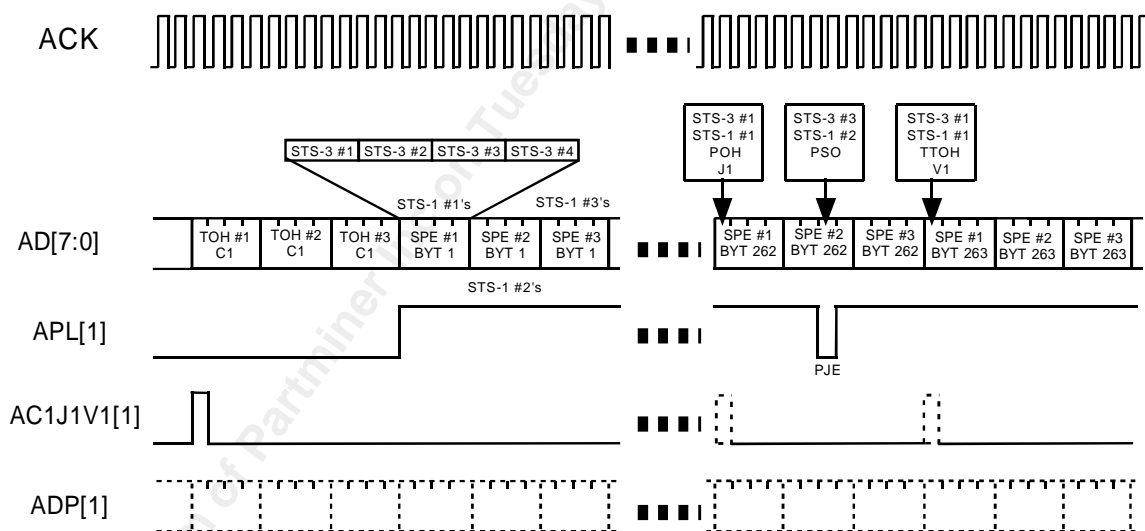 ACK
STS-3 #1
STS-1 #1
POH
J1
STS-3 #3
STS-1 #2
PSO
STS-3 #1
STS-1 #1
TTOH
V1
STS-3 #1 STS-3 #2 STS-3 #3 STS-3 #4
STS-1 #1's STS-1 #3's
AD[7:0]
TOH #1 TOH #2 TOH #3 SPE #1 SPE #2 SPE #3 SPE #1 SPE #2 SPE #3 SPE #1 SPE #2 SPE #3
C1 C1 C1 BYT 1 BYT 1 BYT 1 BYT 262 BYT 262 BYT 262 BYT 263 BYT 263 BYT 263
STS-1 #2's
APL[1]
PJE
AC1J1V1[1]
ADP[1]
of Partminer Inc on Tuesday